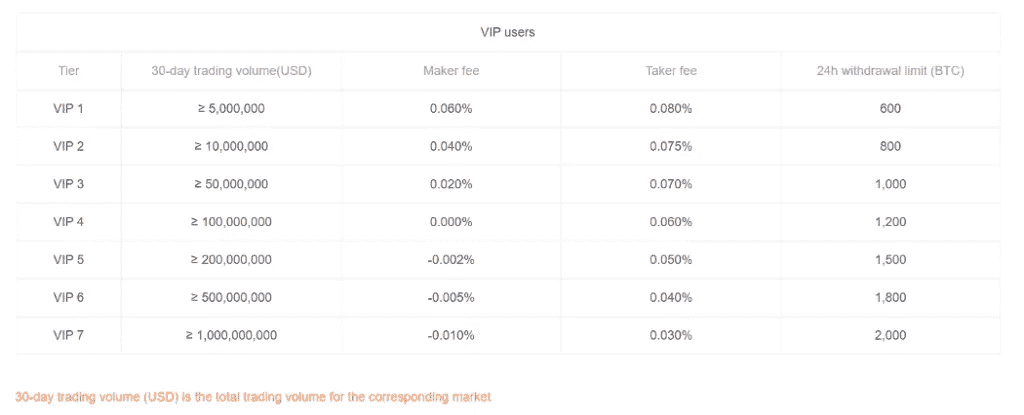 VIP users
Tier 30-day trading volume(USD) Maker fee Taker fee 24h withdrawal limit (BTC)
VIP 1 ≥ 5,000,000 0.060% 0.080% 600
VIP 2 ≥ 10,000,000 0.040% 0.075% 800
VIP 3 ≥ 50,000,000 0.020% 0.070% 1,000
VIP 4 ≥ 100,000,000 0.000% 0.060% 1,200
VIP 5 ≥ 200,000,000 -0.002% 0.050% 1,500
VIP 6 ≥ 500,000,000 -0.005% 0.040% 1,800
VIP 7 ≥ 1,000,000,000 -0.010% 0.030% 2,000
30-day trading volume (USD) is the total trading volume for the corresponding market